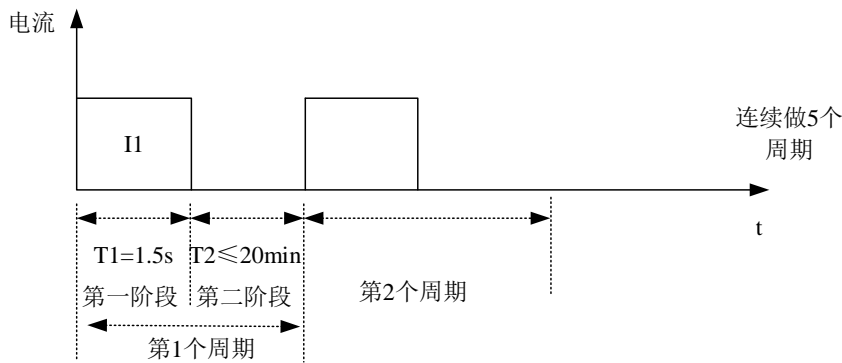 电流
I1
连续做5个
周期
t
T1=1.5s
T2≤20min
第一阶段
第二阶段
第2个周期
第1个周期